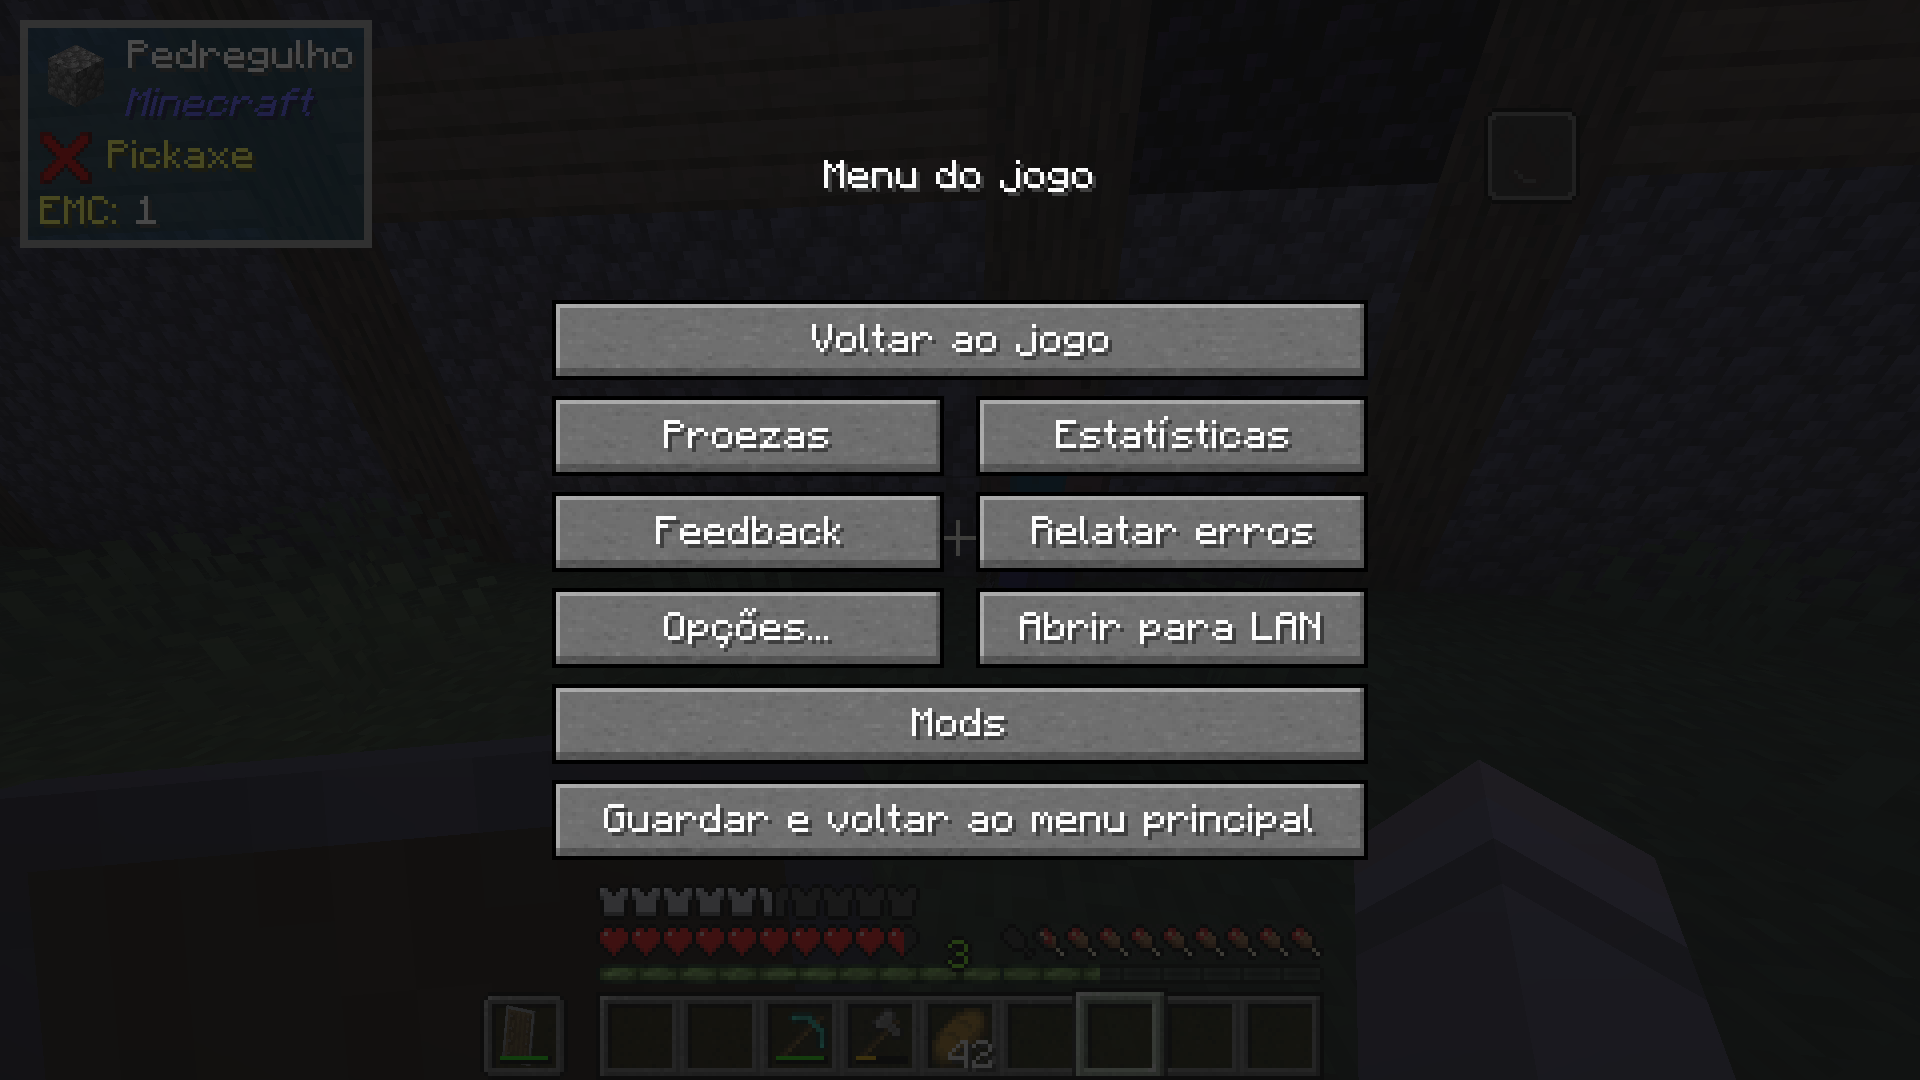 Pedregulho
Minecraft
Pickaxe
EMC: 1
Menu do jogo
Voltar ao jogo
Proezas
Estatísticas
Feedback
Relatar erros
Opções...
Abrir para LAN
Mods
Guardar e voltar ao menu principal
3
42